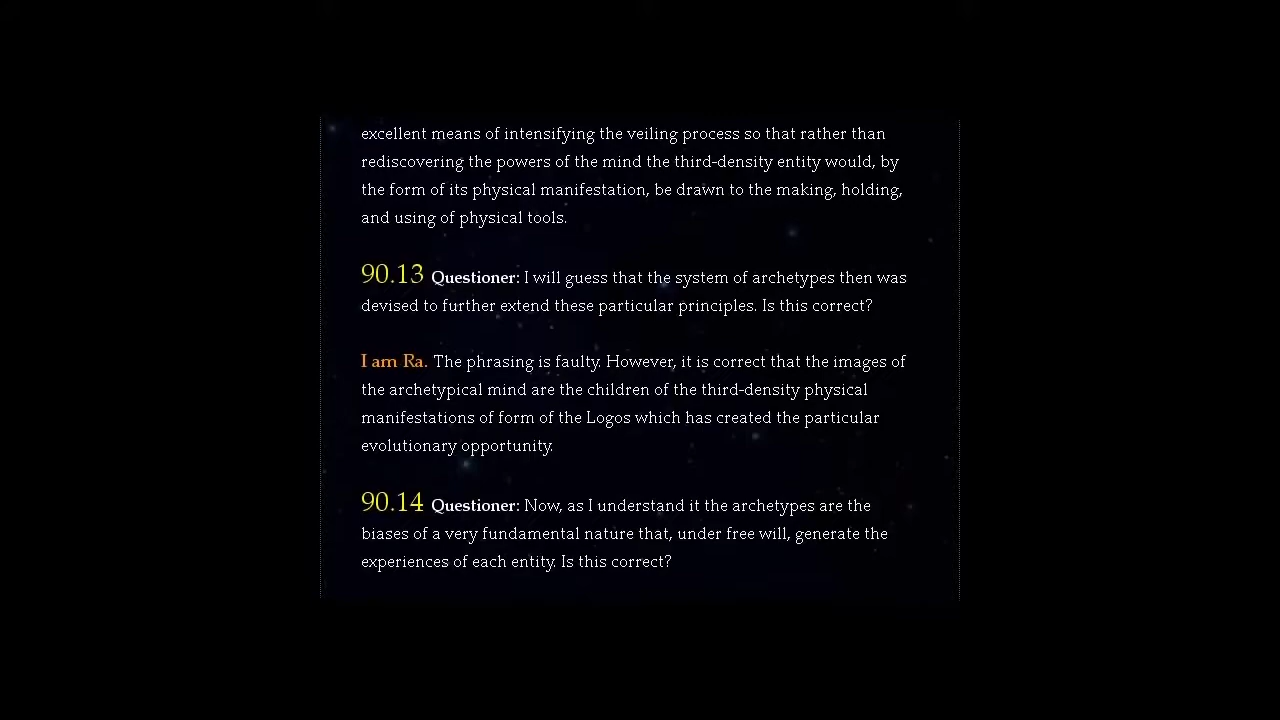 excellent means of intensifying the veiling process so that rather than
rediscovering the powers of the mind the third-density entity would, by
the form of its physical manifestation, be drawn to the making, holding,
and using of physical tools.
90.13 Questioner: I will guess that the system of archetypes then was
devised to further extend these particular principles. Is this correct?
I am Ra. The phrasing is faulty. However, it is correct that the images of
the archetypical mind are the children of the third-density physical
manifestations of form of the Logos which has created the particular
evolutionary opportunity.
90.14 Questioner: Now, as I understand it the archetypes are the
biases of a very fundamental nature that, under free will, generate the
experiences of each entity. Is this correct?